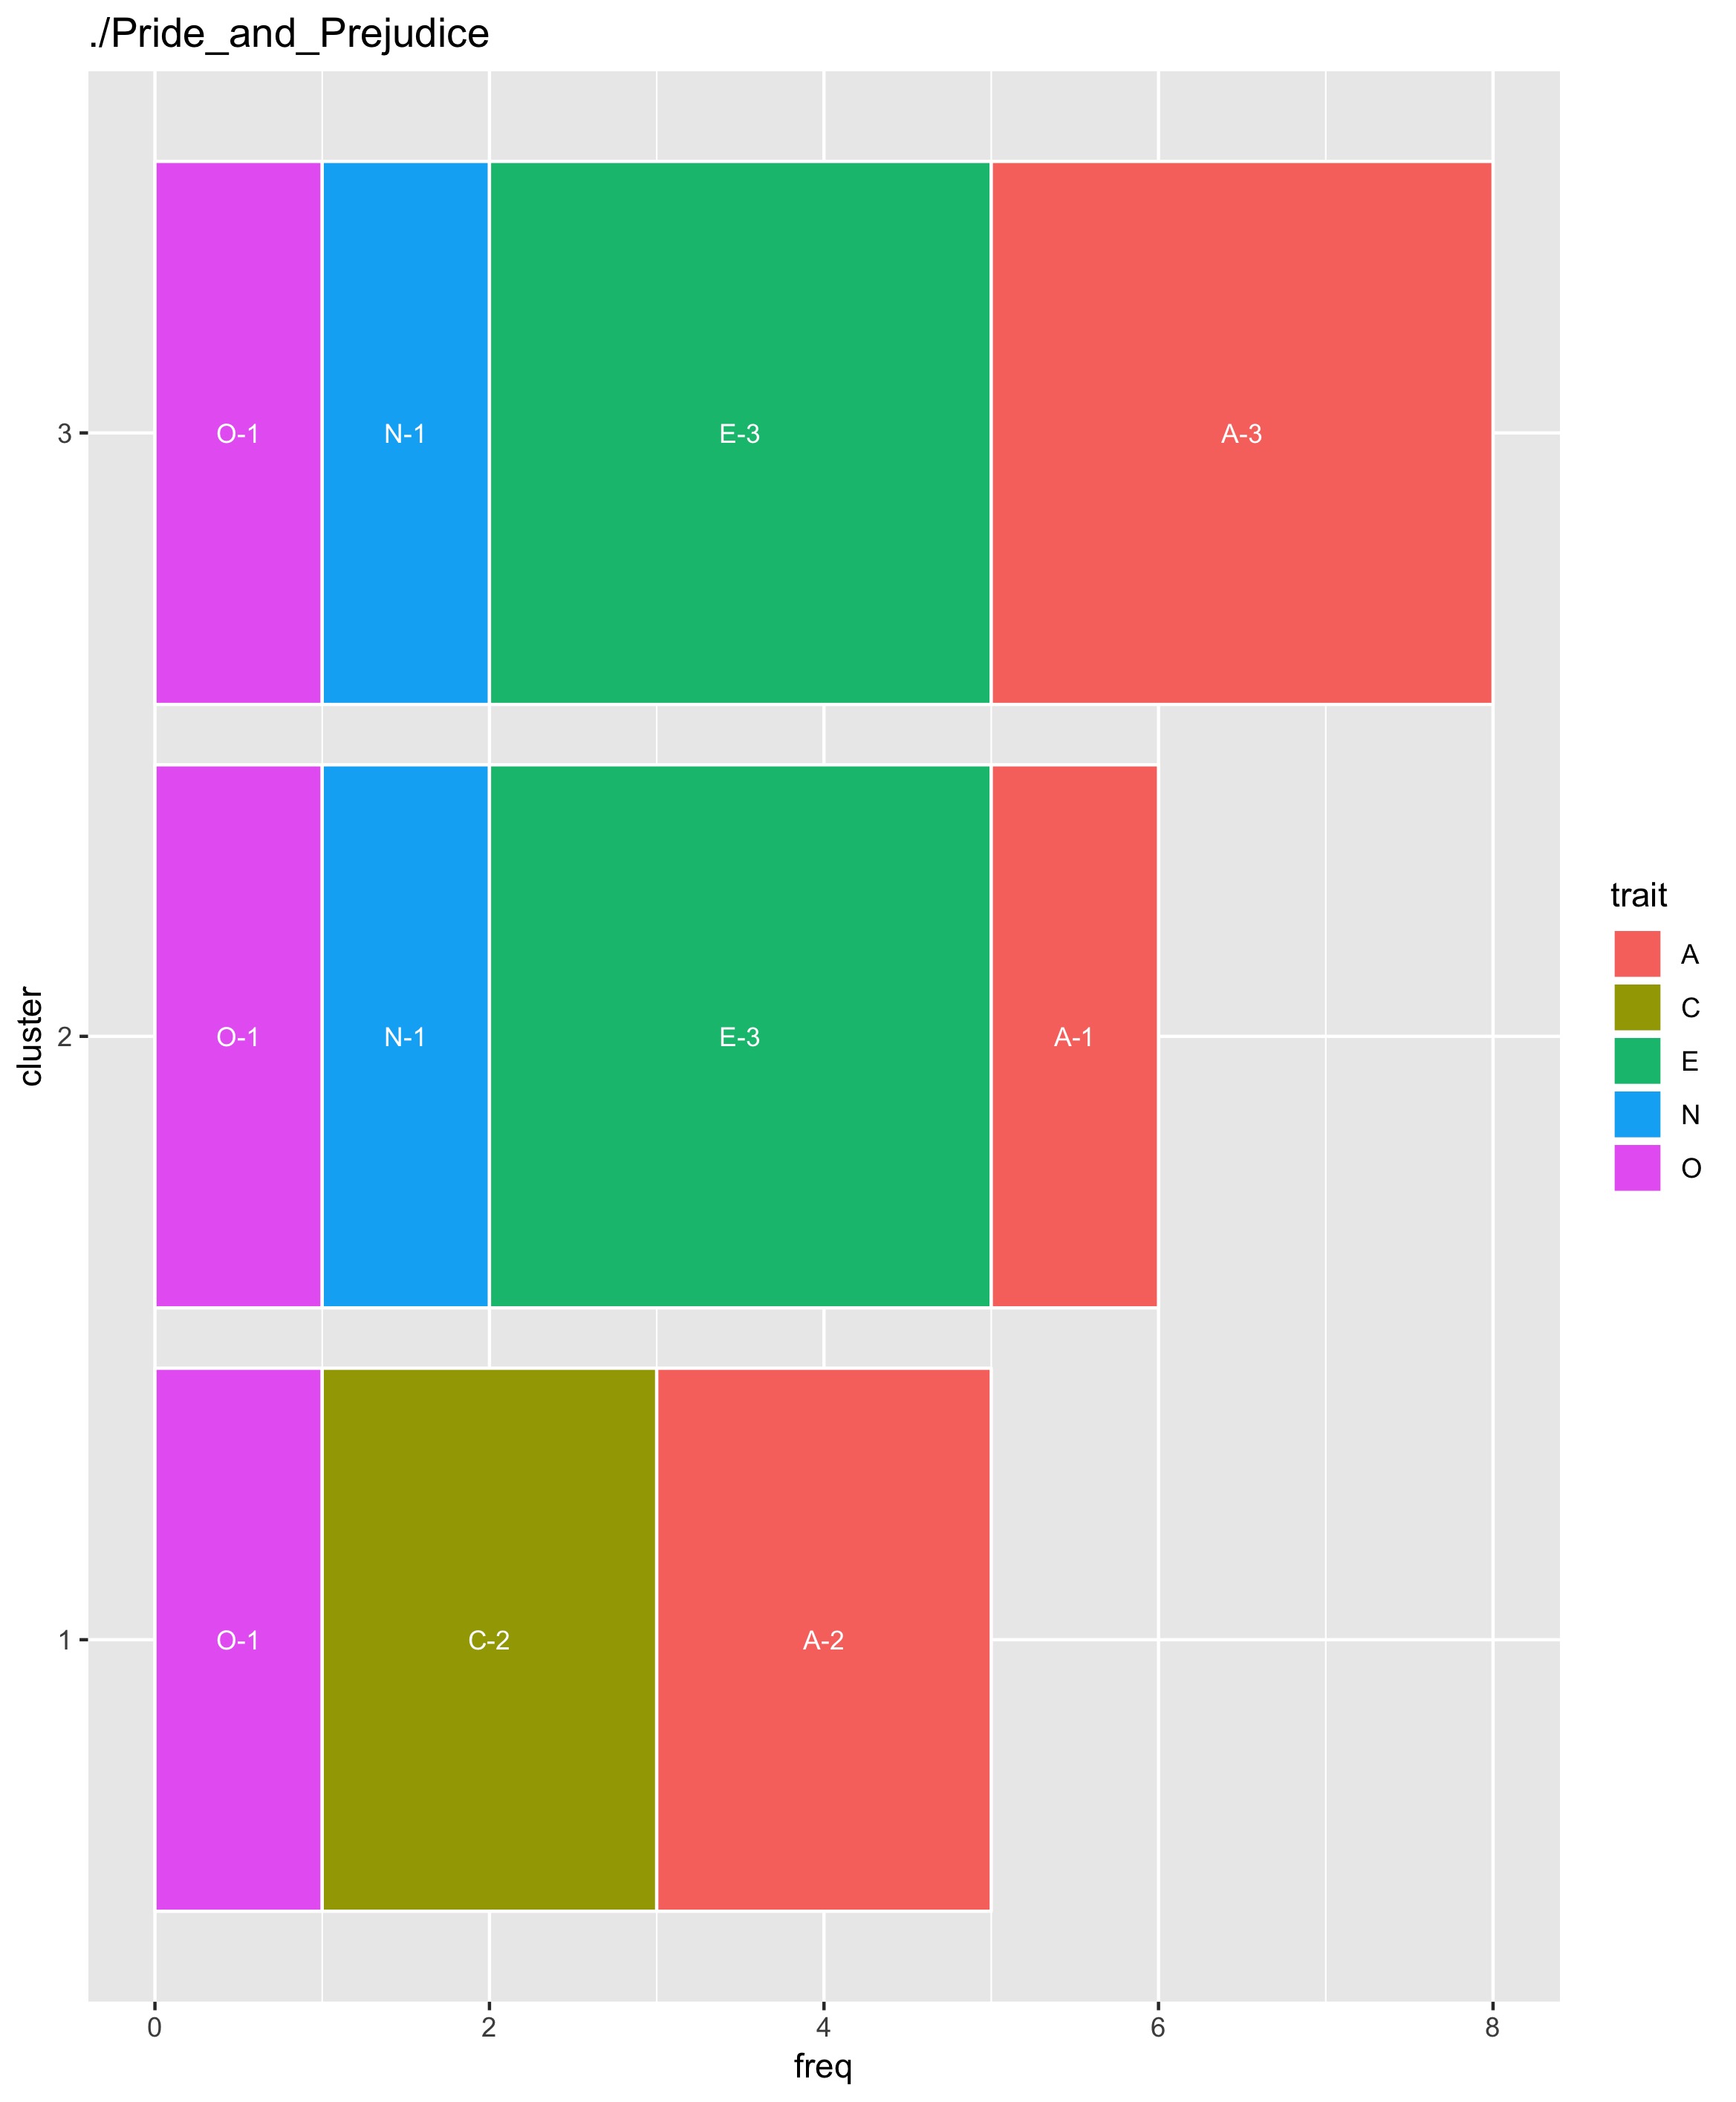 ./Pride_and_Prejudice
3
O-1
N-1
E-3
A-3
2
O-1
N-1
E-3
A-1
1
O-1
C-2
A-2
0
2
4
6
8
freq
cluster
trait
A
C
E
N
O